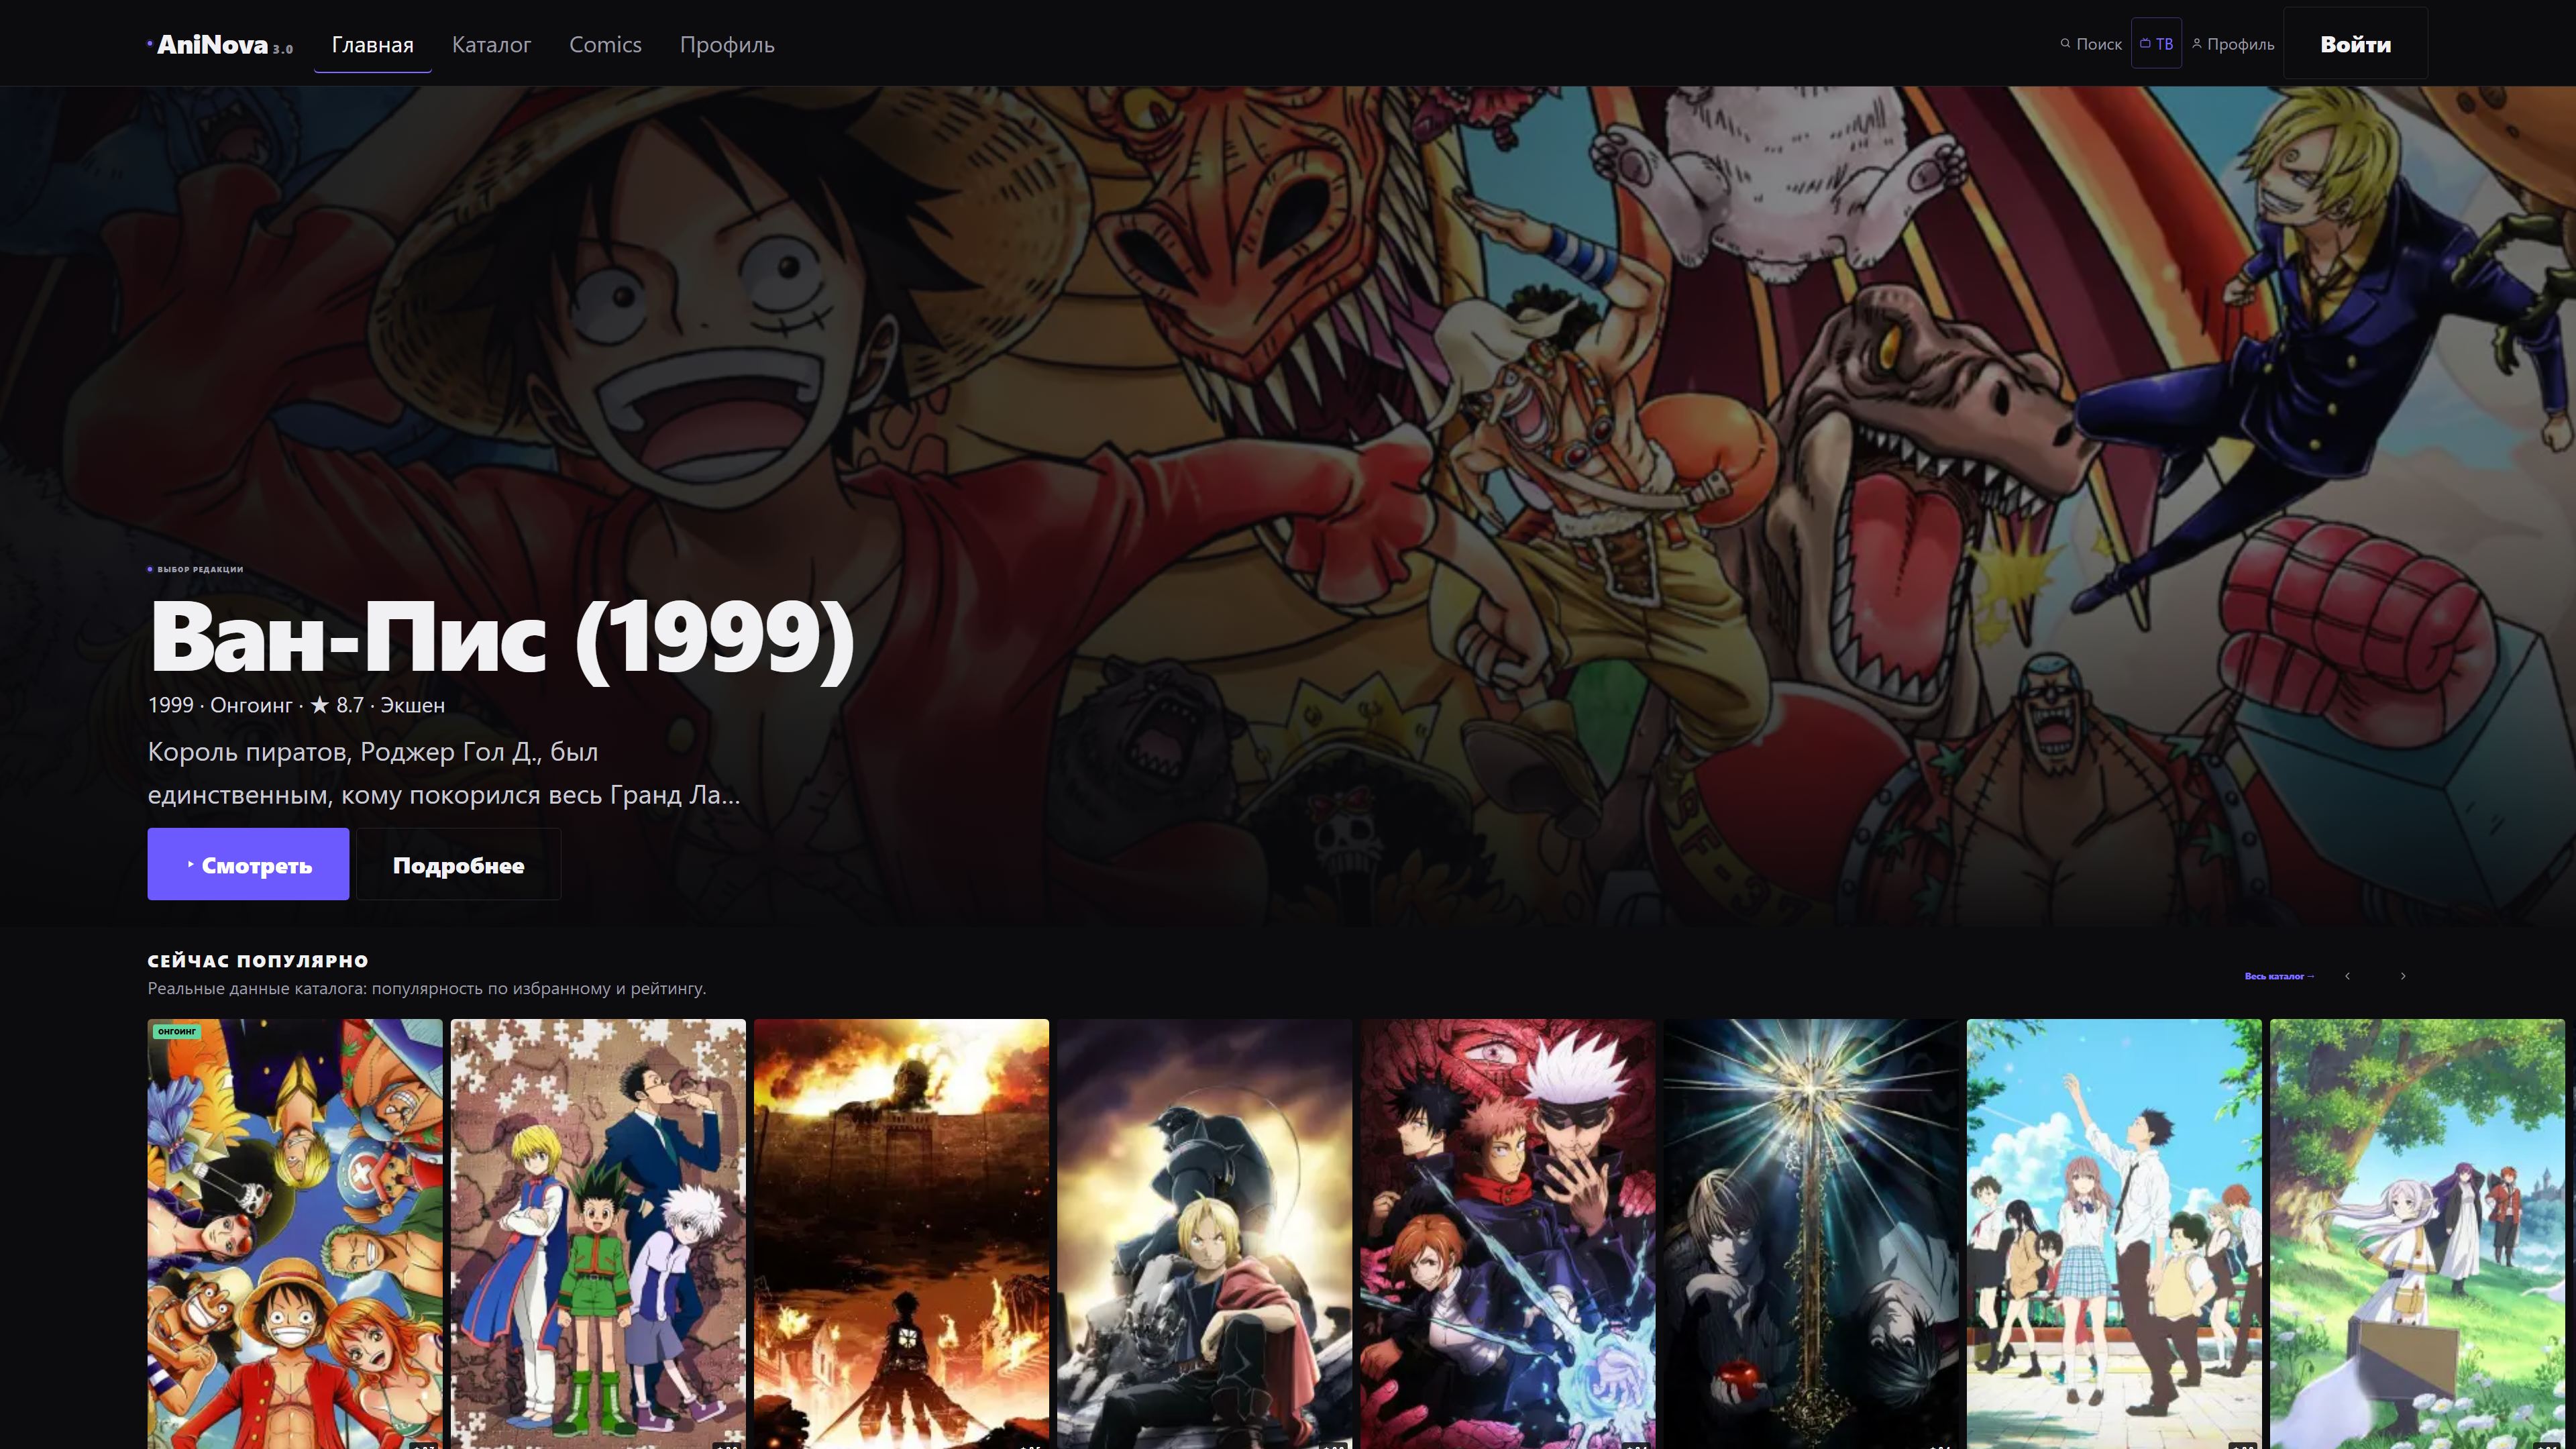 AniNova 3.0
Главная
Каталог
Comics
Профиль
Поиск
ТВ
Профиль
Войти
ВЫБОР РЕДАКЦИИ
Ван-Пис (1999)
1999 · Онгоинг · ★ 8.7 · Экшен
Король пиратов, Роджер Гол Д., был
единственным, кому покорился весь Гранд Ла...
Смотреть
Подробнее
СЕЙЧАС ПОПУЛЯРНО
Реальные данные каталога: популярность по избранному и рейтингу.
Весь каталог →
ОНГОИНГ